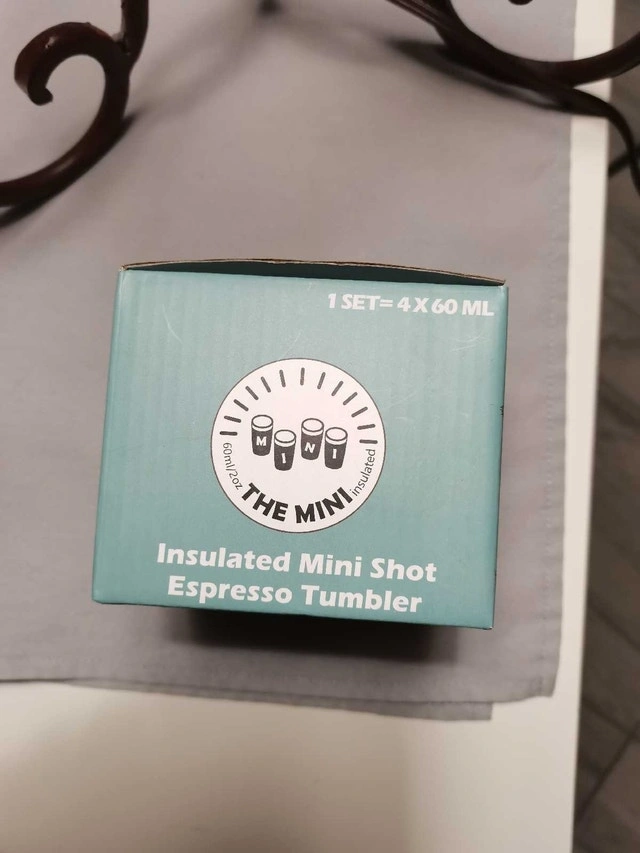 1 SET= 4 X 60 ML
M I N I
60ml/2oz
THE MINI
insulated
Insulated Mini Shot
Espresso Tumbler